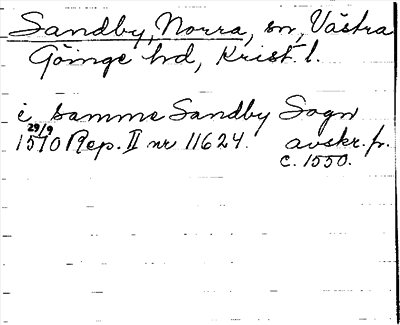 Sandby, Norra, sn, Västra
Göinge hd, Krist. l.
i samme Sandby Sogn
29/9
1510 Rep. II nr 11624. avskr. fr.
c. 1550.